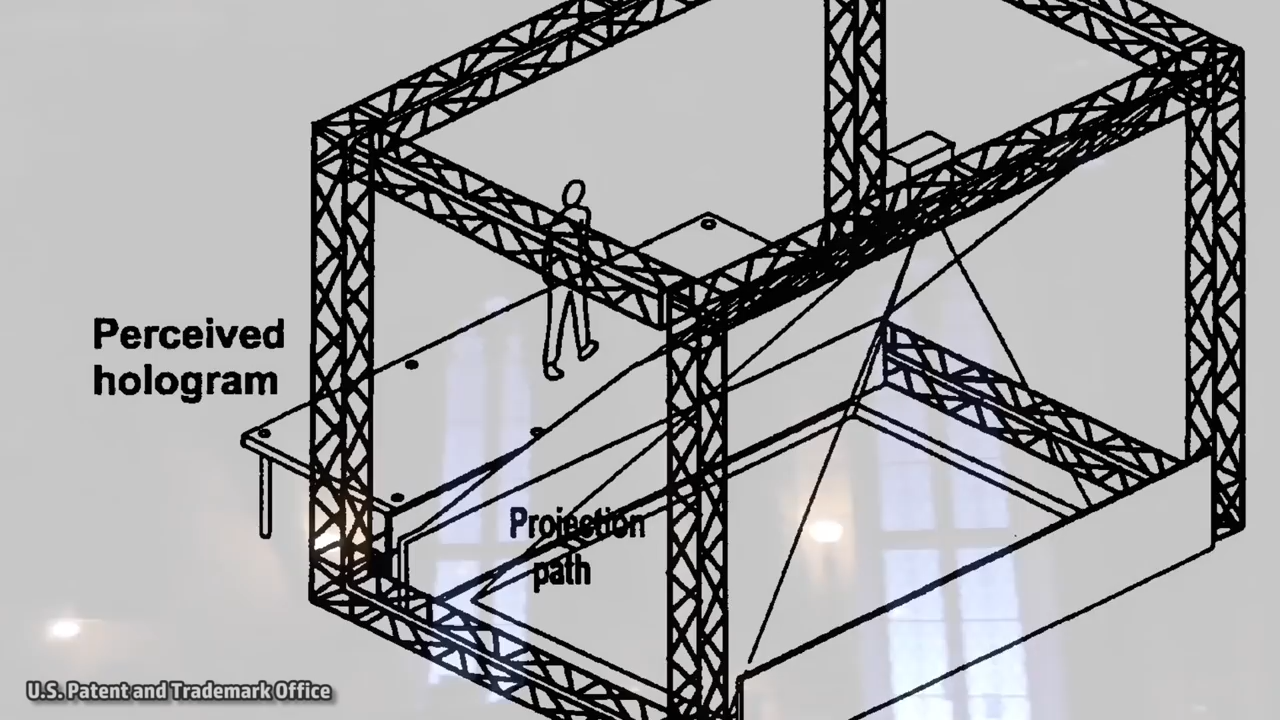 Perceived
hologram
Projection
path
U.S. Patent and Trademark Office